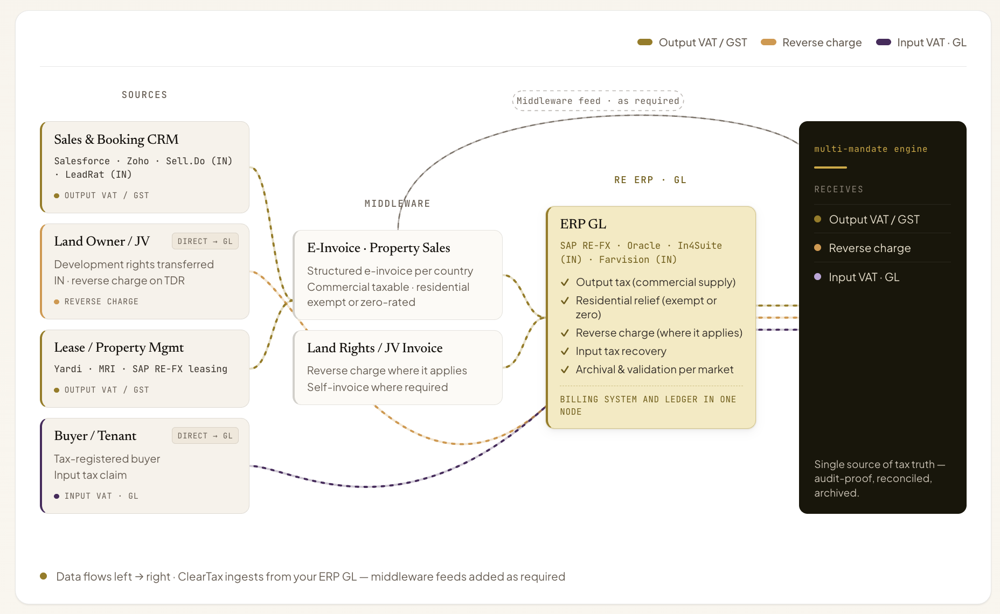 Output VAT / GST
Reverse charge
Input VAT · GL
SOURCES
Sales & Booking CRM
Salesforce · Zoho · Sell.Do (IN)
· LeadRat (IN)
OUTPUT VAT / GST
Land Owner / JV
DIRECT → GL
Development rights transferred
IN · reverse charge on TDR
REVERSE CHARGE
Lease / Property Mgmt
Yardi · MRI · SAP RE-FX leasing
OUTPUT VAT / GST
Buyer / Tenant
DIRECT → GL
Tax-registered buyer
Input tax claim
INPUT VAT · GL
MIDDLEWARE
E-Invoice · Property Sales
Structured e-invoice per country
Commercial taxable · residential
exempt or zero-rated
Land Rights / JV Invoice
Reverse charge where it applies
Self-invoice where required
Middleware feed · as required
RE ERP · GL
ERP GL
SAP RE-FX · Oracle · In4Suite
(IN) · Farvision (IN)
Output tax (commercial supply)
Residential relief (exempt or
zero)
Reverse charge (where it applies)
Input tax recovery
Archival & validation per market
BILLING SYSTEM AND LEDGER IN ONE
NODE
multi-mandate engine
RECEIVES
Output VAT / GST
Reverse charge
Input VAT · GL
Single source of tax truth —
audit-proof, reconciled,
archived.
Data flows left → right · ClearTax ingests from your ERP GL — middleware feeds added as required